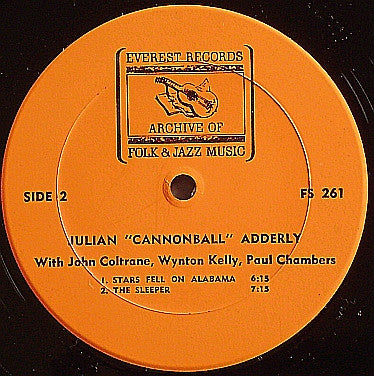 EVEREST RECORDS
ARCHIVE OF
FOLK & JAZZ MUSIC
SIDE 2
FS 261
JULIAN "CANNONBALL" ADDERLY
With John Coltrane, Wynton Kelly, Paul Chambers
1. STARS FELL ON ALABAMA 6:15
2. THE SLEEPER 7:15